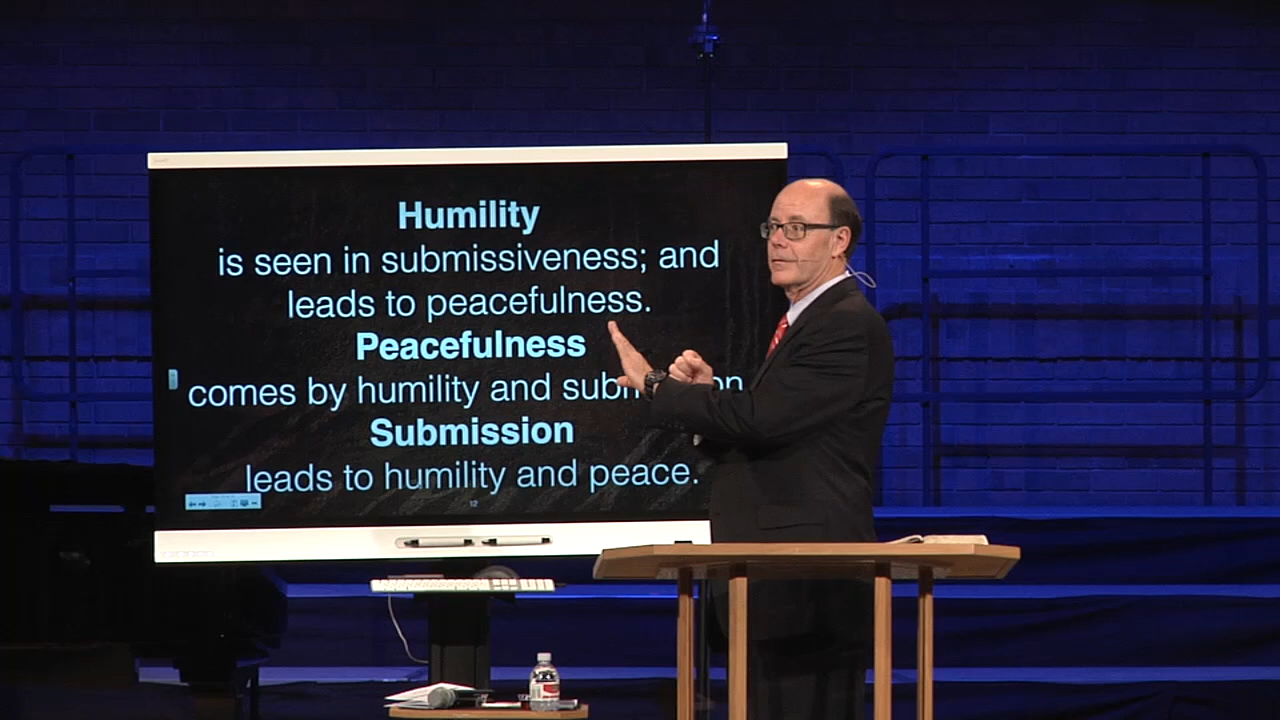 Humility
is seen in submissiveness; and
leads to peacefulness.
Peacefulness
comes by humility and
Submission
leads to humility and peace.
12